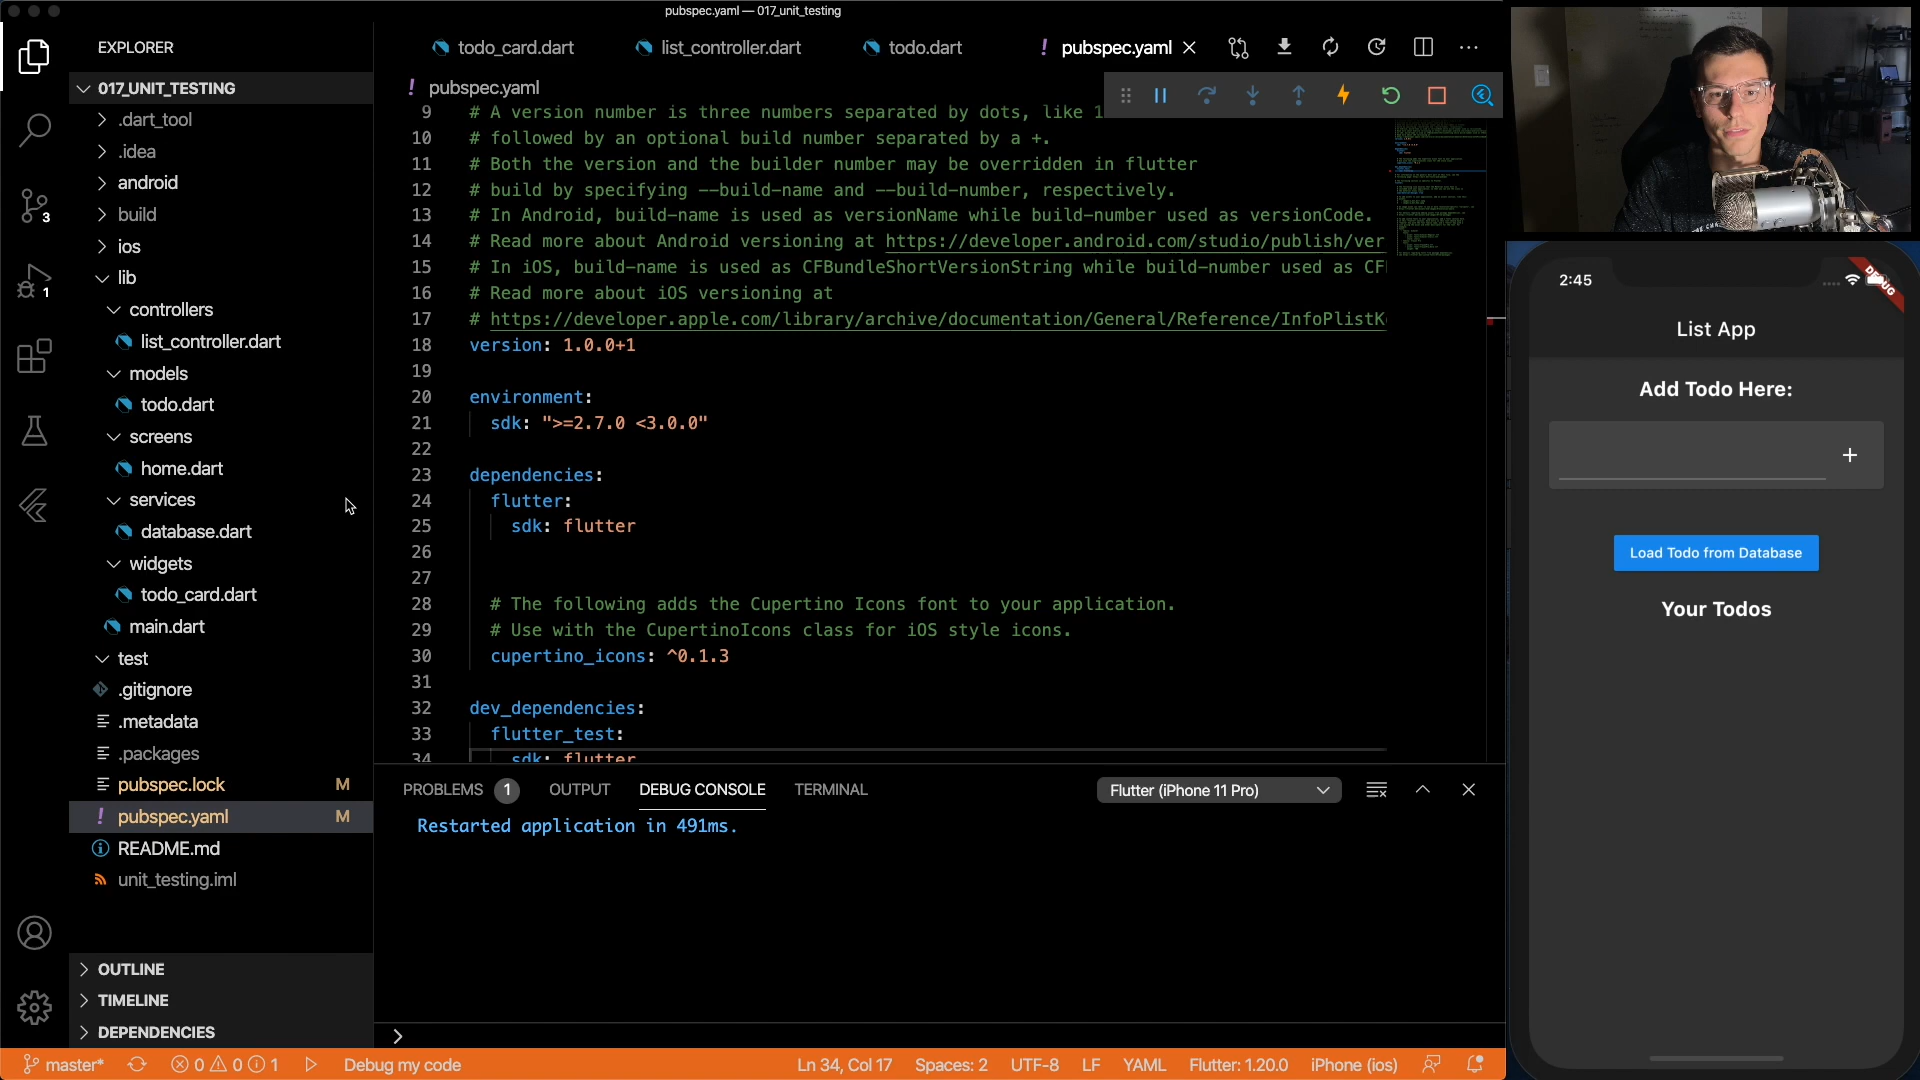 pubspec.yaml — 017_unit_testing
EXPLORER
017_UNIT_TESTING
.dart_tool
.idea
android
build
ios
lib
controllers
list_controller.dart
models
todo.dart
screens
home.dart
services
database.dart
widgets
todo_card.dart
main.dart
test
.gitignore
.metadata
.packages
pubspec.lock M
pubspec.yaml M
README.md
unit_testing.iml
OUTLINE
TIMELINE
DEPENDENCIES
3
1
todo_card.dart list_controller.dart todo.dart ! pubspec.yaml
! pubspec.yaml
9 # A version number is three numbers separated by dots, like 1
10 # followed by an optional build number separated by a +.
11 # Both the version and the builder number may be overridden in flutter
12 # build by specifying --build-name and --build-number, respectively.
13 # In Android, build-name is used as versionName while build-number used as versionCode.
14 # Read more about Android versioning at https://developer.android.com/studio/publish/ver
15 # In iOS, build-name is used as CFBundleShortVersionString while build-number used as CF
16 # Read more about iOS versioning at
17 # https://developer.apple.com/library/archive/documentation/General/Reference/InfoPlistK
18 version: 1.0.0+1
19
20 environment:
21 sdk: ">=2.7.0 <3.0.0"
22
23 dependencies:
24 flutter:
25 sdk: flutter
26
27
28 # The following adds the Cupertino Icons font to your application.
29 # Use with the CupertinoIcons class for iOS style icons.
30 cupertino_icons: ^0.1.3
31
32 dev_dependencies:
33 flutter_test:
34 sdk: flutter
PROBLEMS 1 OUTPUT DEBUG CONSOLE TERMINAL Flutter (iPhone 11 Pro)
Restarted application in 491ms.
master* 0 0 1 Debug my code Ln 34, Col 17 Spaces: 2 UTF-8 LF YAML Flutter: 1.20.0 iPhone (ios)
2:45
DEBUG
List App
Add Todo Here:
+
Load Todo from Database
Your Todos